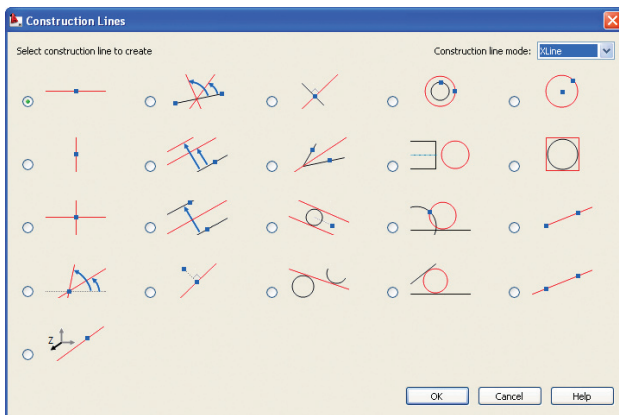 Construction Lines
Select construction line to create
Construction line mode:
XLine
Z
OK
Cancel
Help